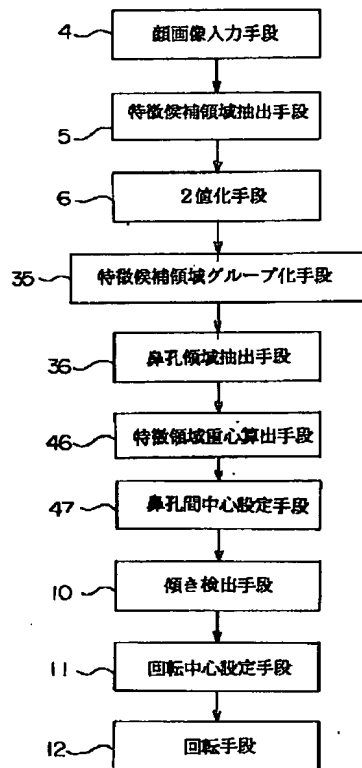 4 顔画像入力手段
5 特徴候補領域抽出手段
6 2値化手段
35 特徴候補領域グループ化手段
36 鼻孔領域抽出手段
46 特徴領域重心算出手段
47 鼻孔間中心設定手段
10 傾き検出手段
11 回転中心設定手段
12 回転手段